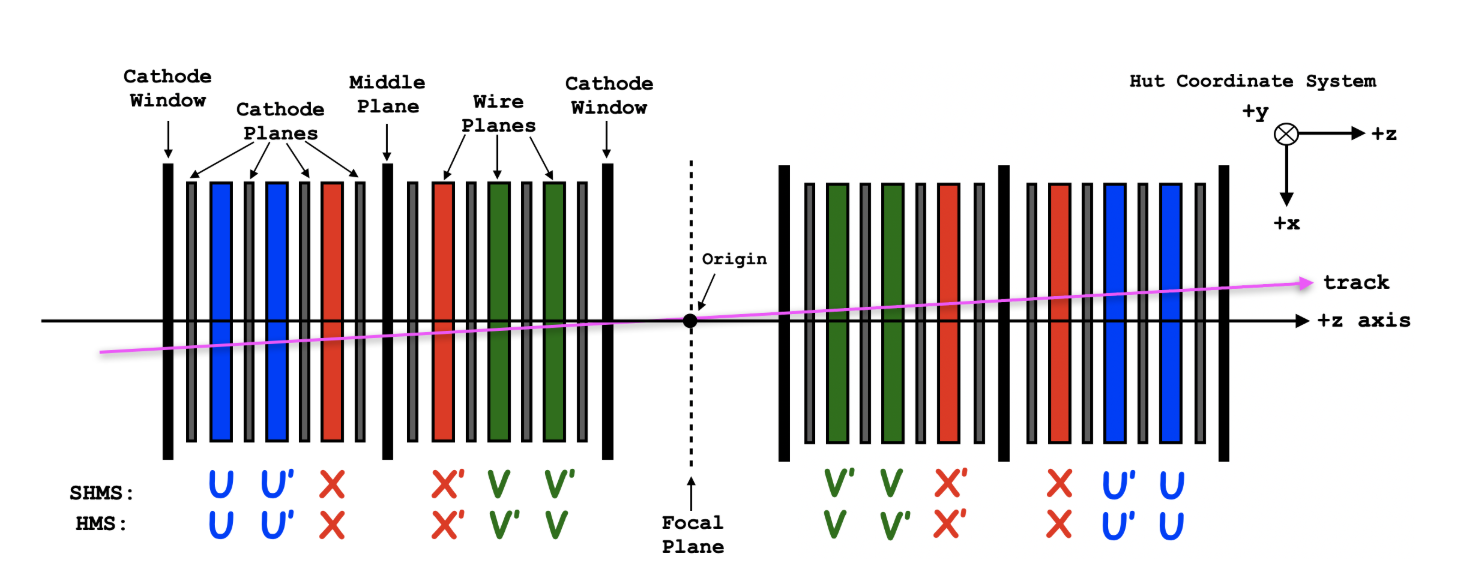 Cathode
Window
Cathode
Planes
Middle
Plane
Wire
Planes
Cathode
Window
Hut Coordinate System
+y
+z
+x
Origin
track
+z axis
SHMS: U U' X X' V V' V' V X' X U' U
HMS: U U' X X' V' V V V' X' X U' U
Focal
Plane